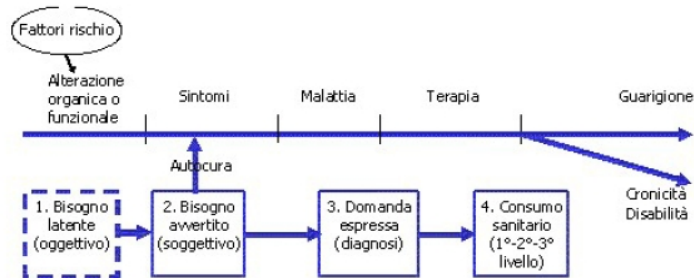 Fattori rischio
Alterazione
organica o
funzionale
Sintomi
Malattia
Terapia
Guarigione
Autocura
Cronicità
Disabilità
1. Bisogno
latente
(oggettivo)
2. Bisogno
avvertito
(soggettivo)
3. Domanda
espressa
(diagnosi)
4. Consumo
sanitario
(1°-2°-3°
livello)